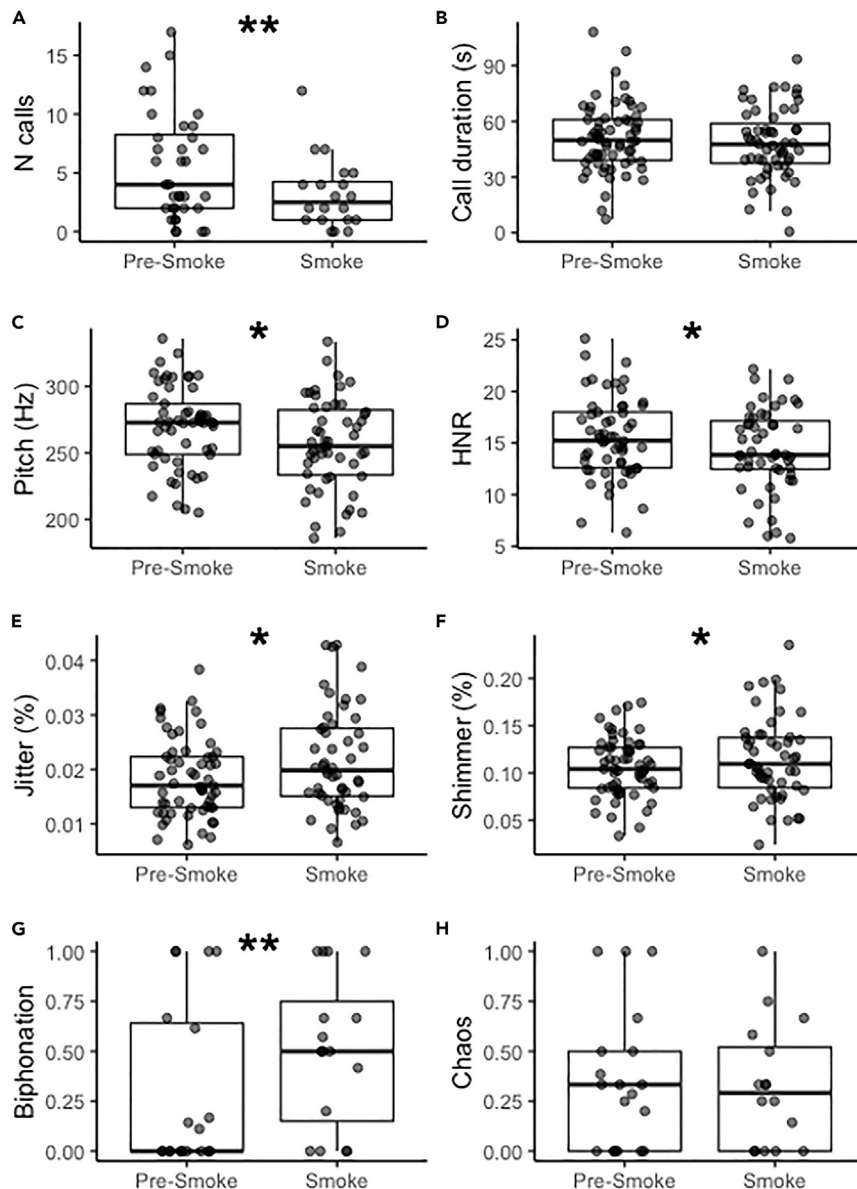 A
**
N calls
15
10
5
0
Pre-Smoke Smoke
B
Call duration (s)
90
60
30
0
Pre-Smoke Smoke
C
*
Pitch (Hz)
300
250
200
Pre-Smoke Smoke
D
*
HNR
25
20
15
10
5
Pre-Smoke Smoke
E
*
Jitter (%)
0.04
0.03
0.02
0.01
Pre-Smoke Smoke
F
*
Shimmer (%)
0.20
0.15
0.10
0.05
Pre-Smoke Smoke
G
**
Biphonation
1.00
0.75
0.50
0.25
0.00
Pre-Smoke Smoke
H
Chaos
1.00
0.75
0.50
0.25
0.00
Pre-Smoke Smoke